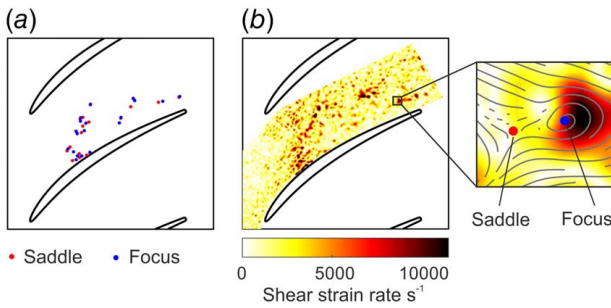 (a)
(b)
Saddle
Focus
Saddle
Focus
0
5000
10000
Shear strain rate s⁻¹